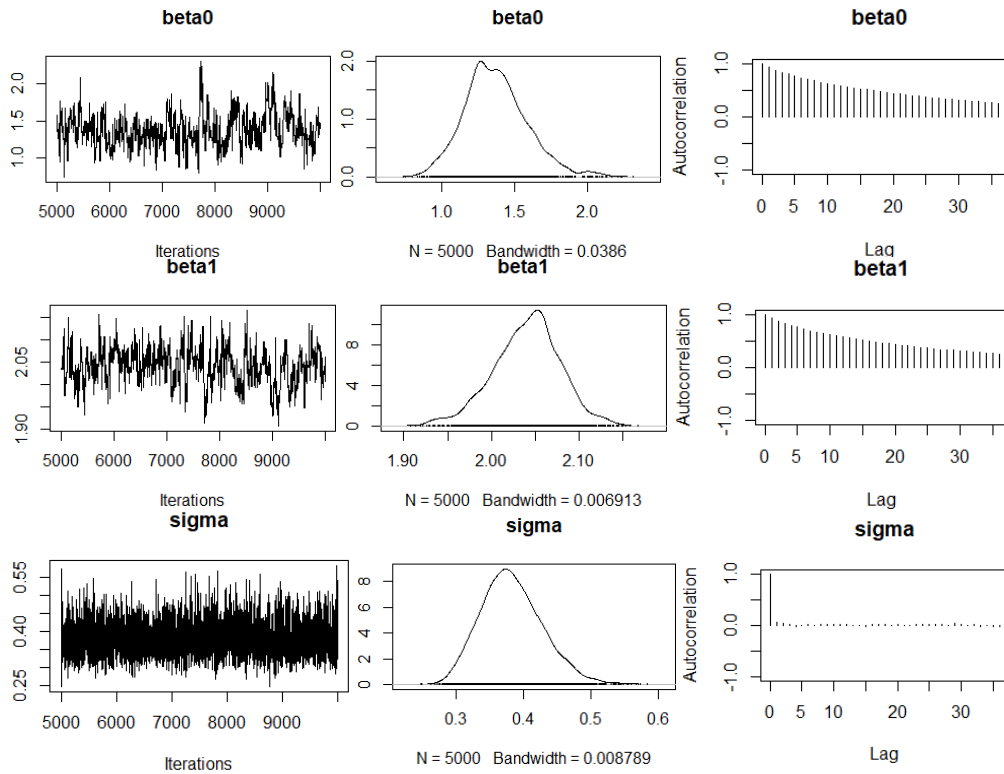 beta0
beta0
beta0
1.0 1.5 2.0
5000 6000 7000 8000 9000
Iterations
0.0 1.0 2.0
1.0 1.5 2.0
N = 5000 Bandwidth = 0.0386
Autocorrelation
-1.0 0.0 1.0
0 5 10 20 30
Lag
beta1
beta1
beta1
1.90 2.05
5000 6000 7000 8000 9000
Iterations
0 4 8
1.90 2.00 2.10
N = 5000 Bandwidth = 0.006913
Autocorrelation
-1.0 0.0 1.0
0 5 10 20 30
Lag
sigma
sigma
sigma
0.25 0.40 0.55
5000 6000 7000 8000 9000
Iterations
0 2 4 6 8
0.3 0.4 0.5 0.6
N = 5000 Bandwidth = 0.008789
Autocorrelation
-1.0 0.0 1.0
0 5 10 20 30
Lag